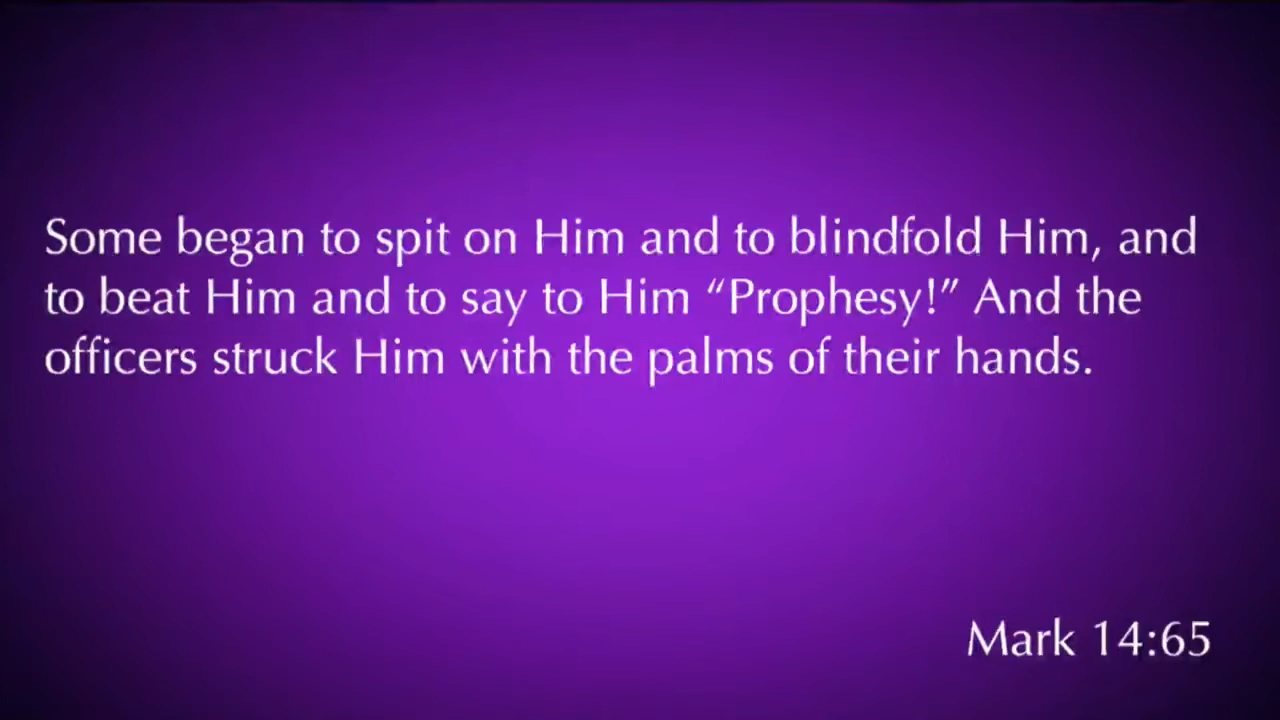 Some began to spit on Him and to blindfold Him, and
to beat Him and to say to Him “Prophesy!” And the
officers struck Him with the palms of their hands.
Mark 14:65